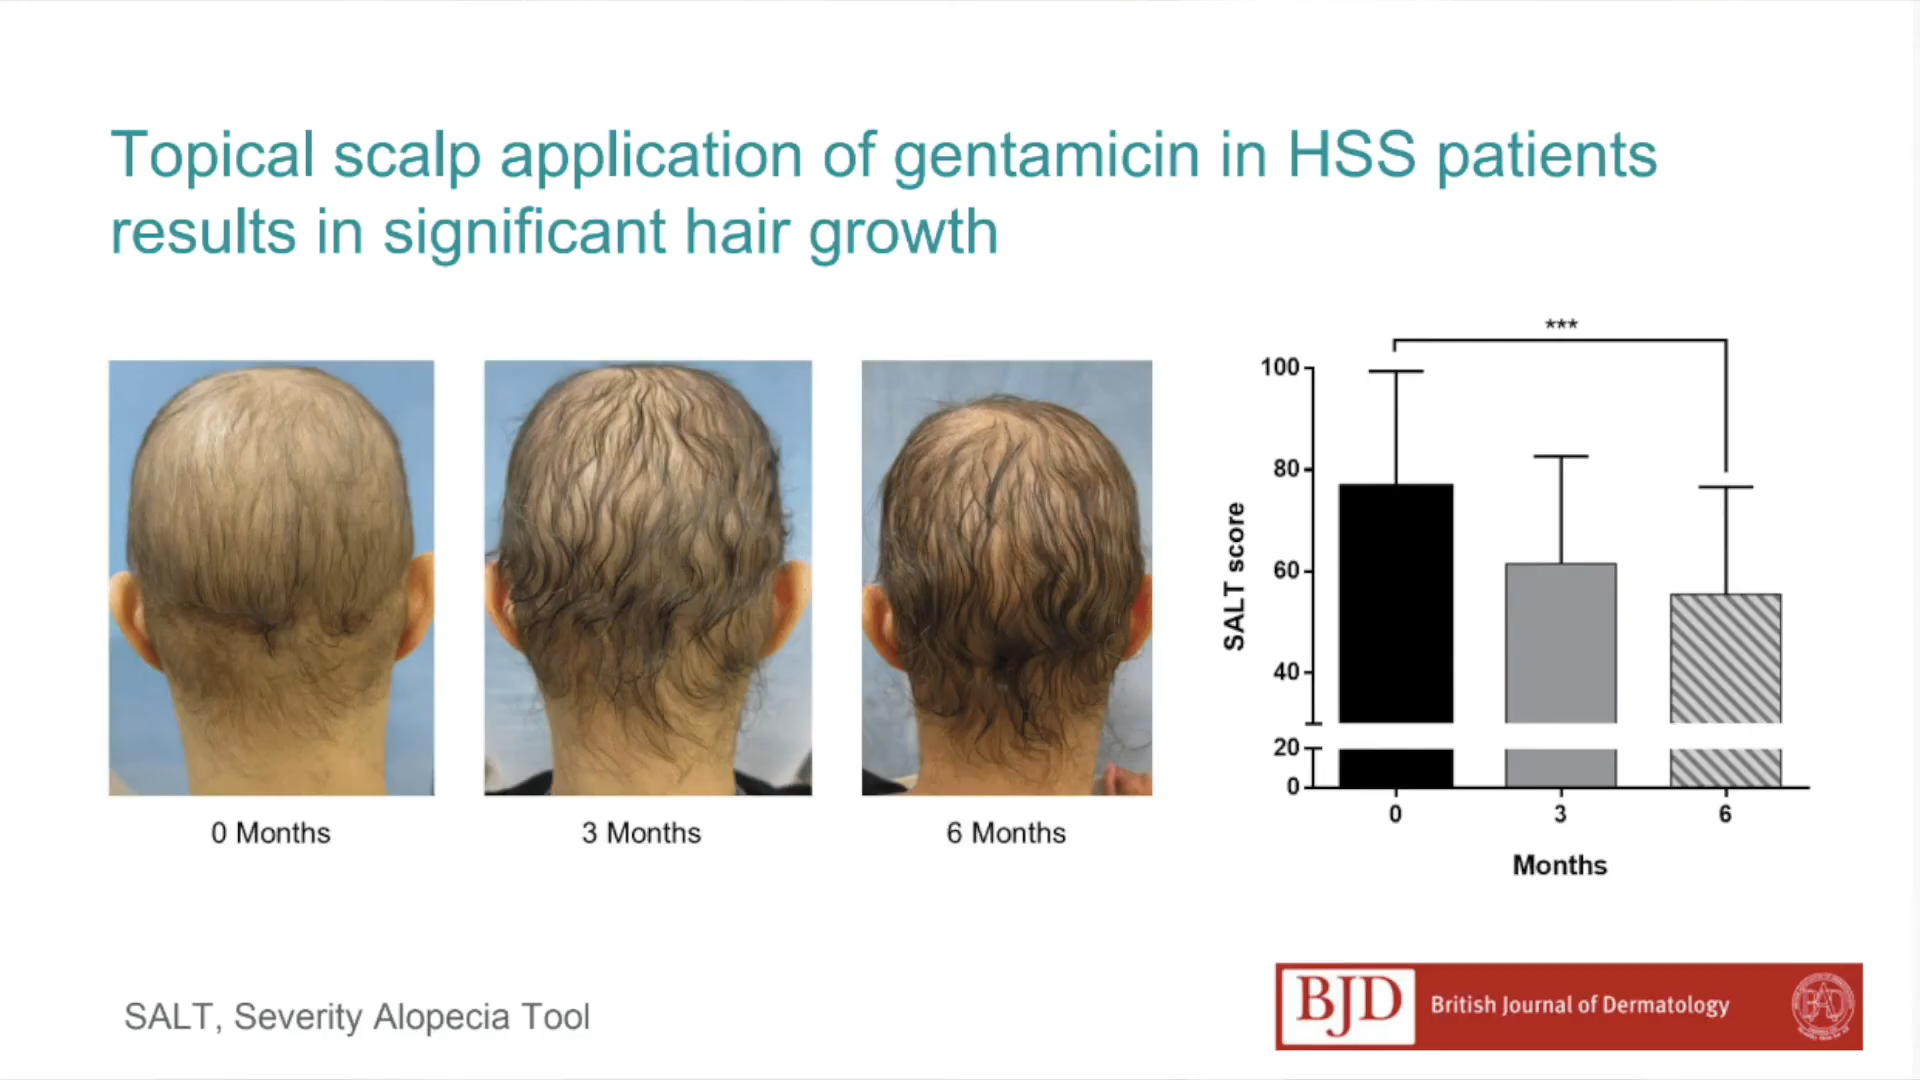 Topical scalp application of gentamicin in HSS patients
results in significant hair growth
0 Months
3 Months
6 Months
***
100
80
60
40
20
0
SALT score
0
3
6
Months
SALT, Severity Alopecia Tool
BJD
British Journal of Dermatology
BAD